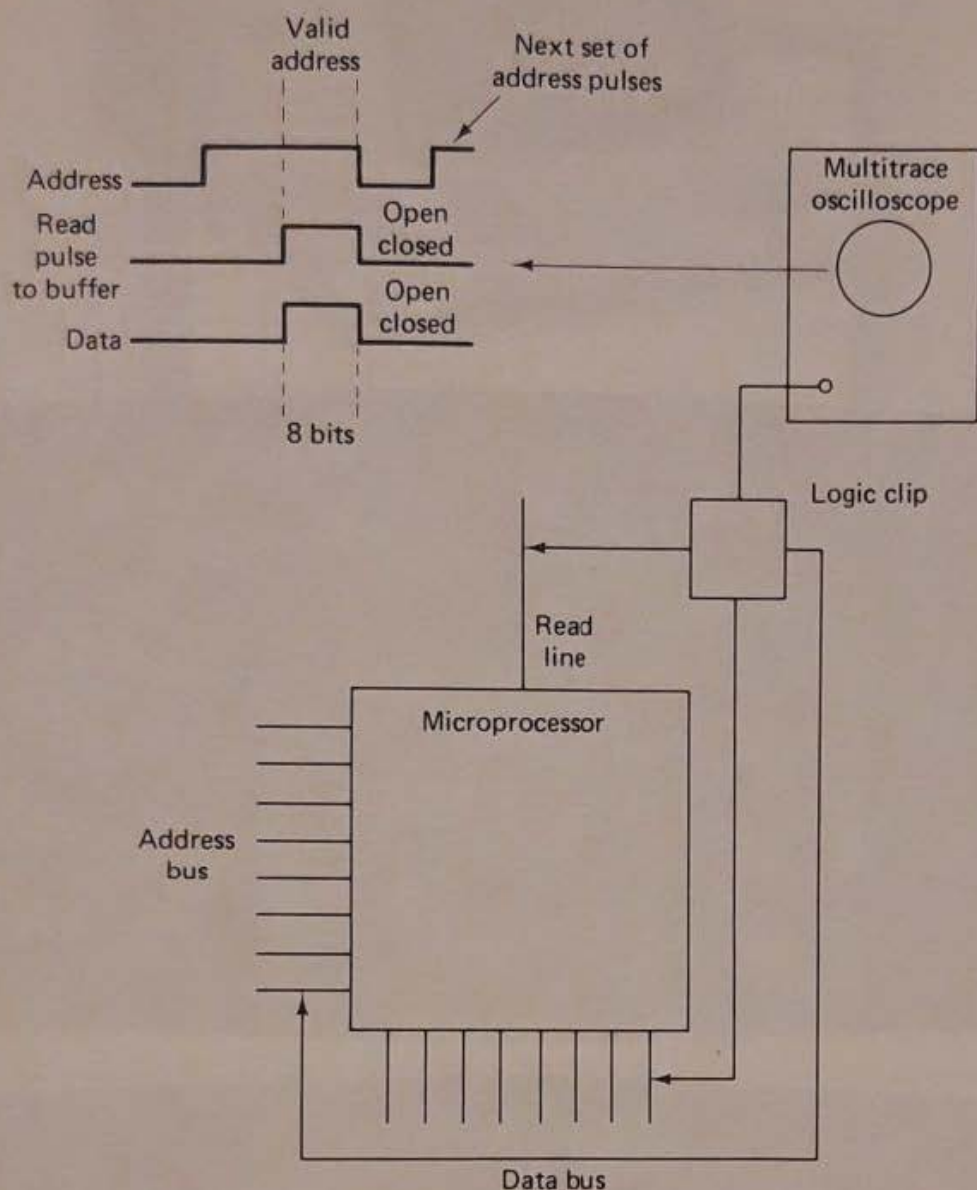 Valid
address
Next set of
address pulses
Address
Read
pulse
to buffer
Open
closed
Open
closed
Data
8 bits
Multitrace
oscilloscope
Logic clip
Read
line
Microprocessor
Address
bus
Data bus